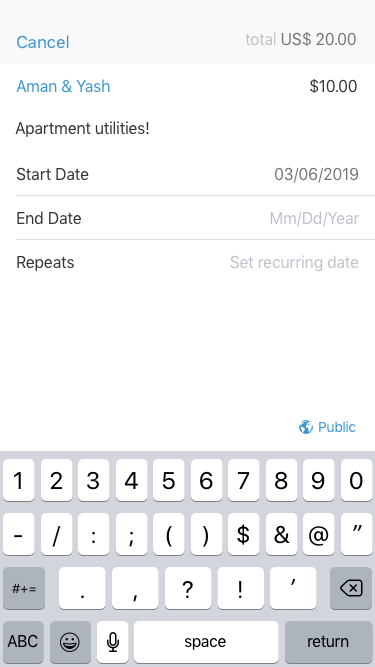 Cancel total US$ 20.00
Aman & Yash $10.00
Apartment utilities!
Start Date 03/06/2019
End Date Mm/Dd/Year
Repeats Set recurring date
Public
1 2 3 4 5 6 7 8 9 0
- / : ; ( ) $ & @ "
#+= . , ? ! ’
ABC space return